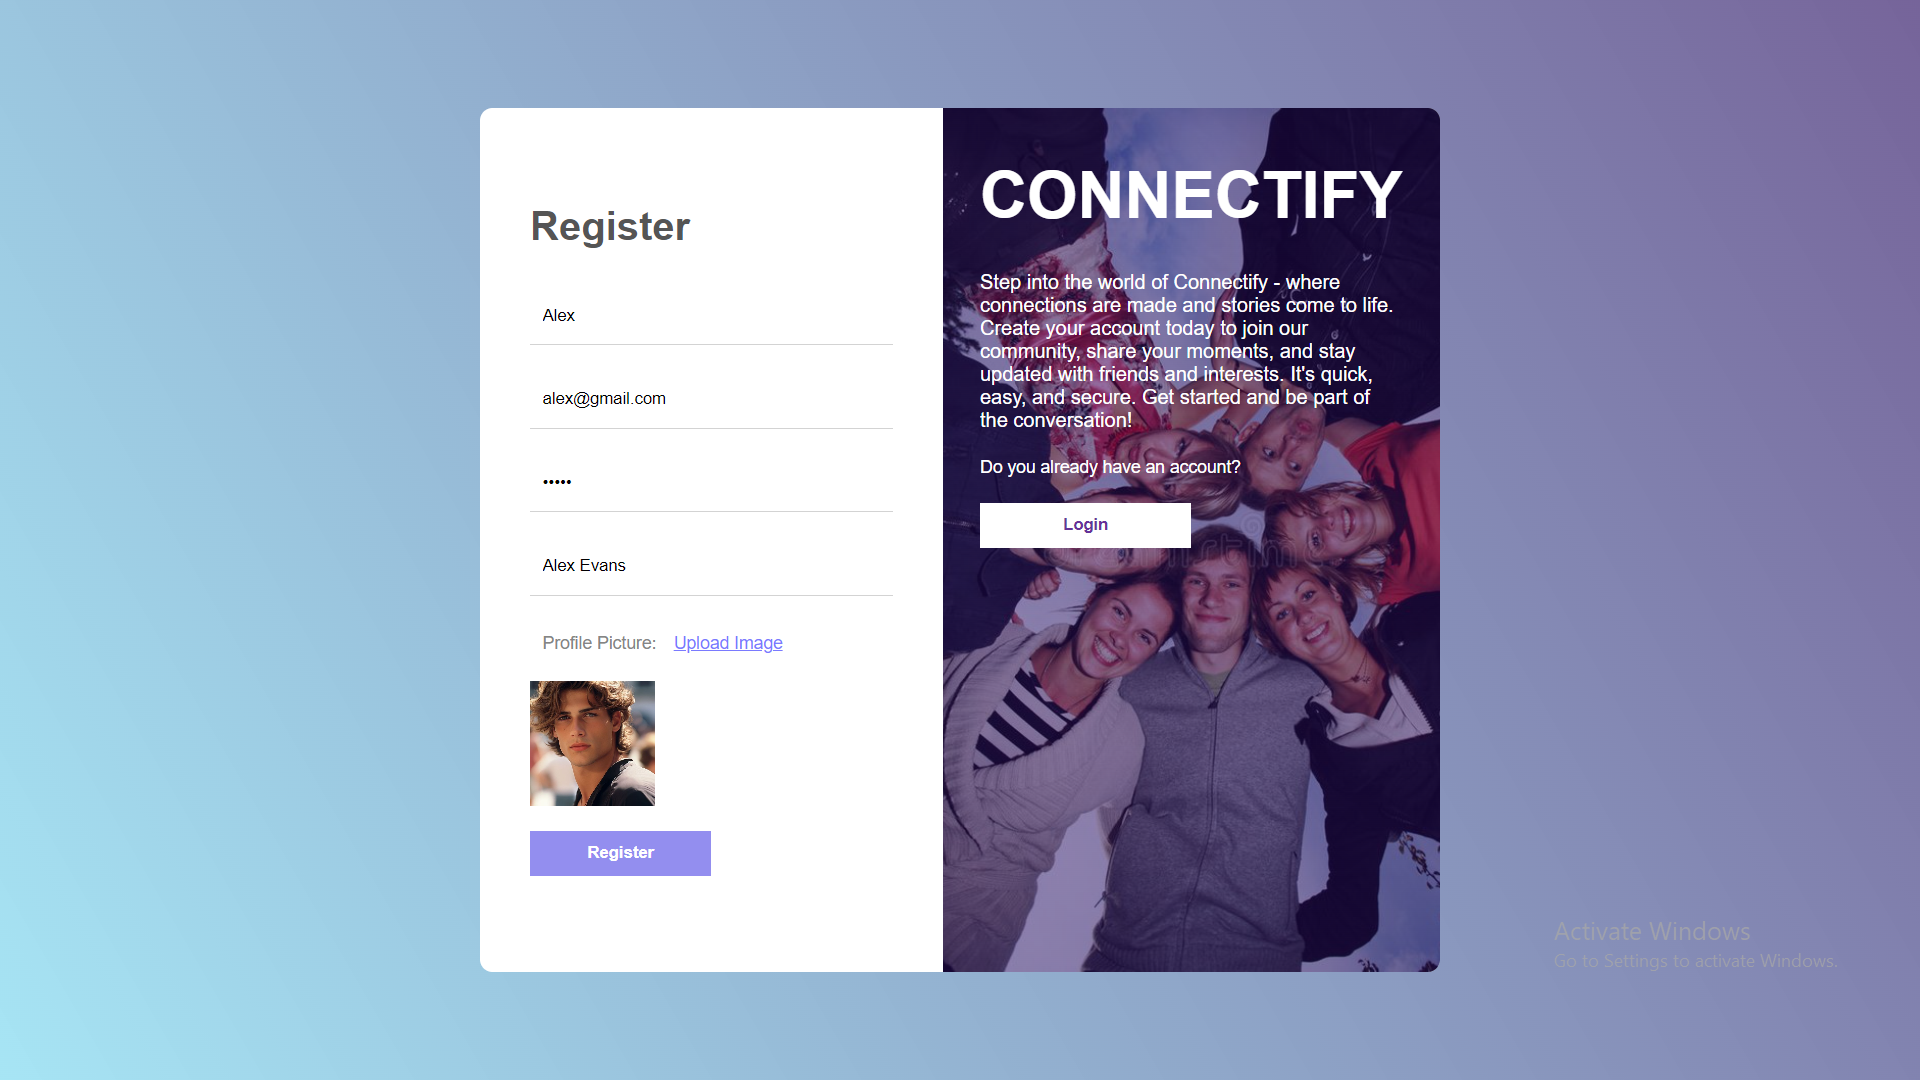 Register
Alex
alex@gmail.com
•••••
Alex Evans
Profile Picture: Upload Image
Register
CONNECTIFY
Step into the world of Connectify - where
connections are made and stories come to life.
Create your account today to join our
community, share your moments, and stay
updated with friends and interests. It's quick,
easy, and secure. Get started and be part of
the conversation!
Do you already have an account?
Login
Activate Windows
Go to Settings to activate Windows.